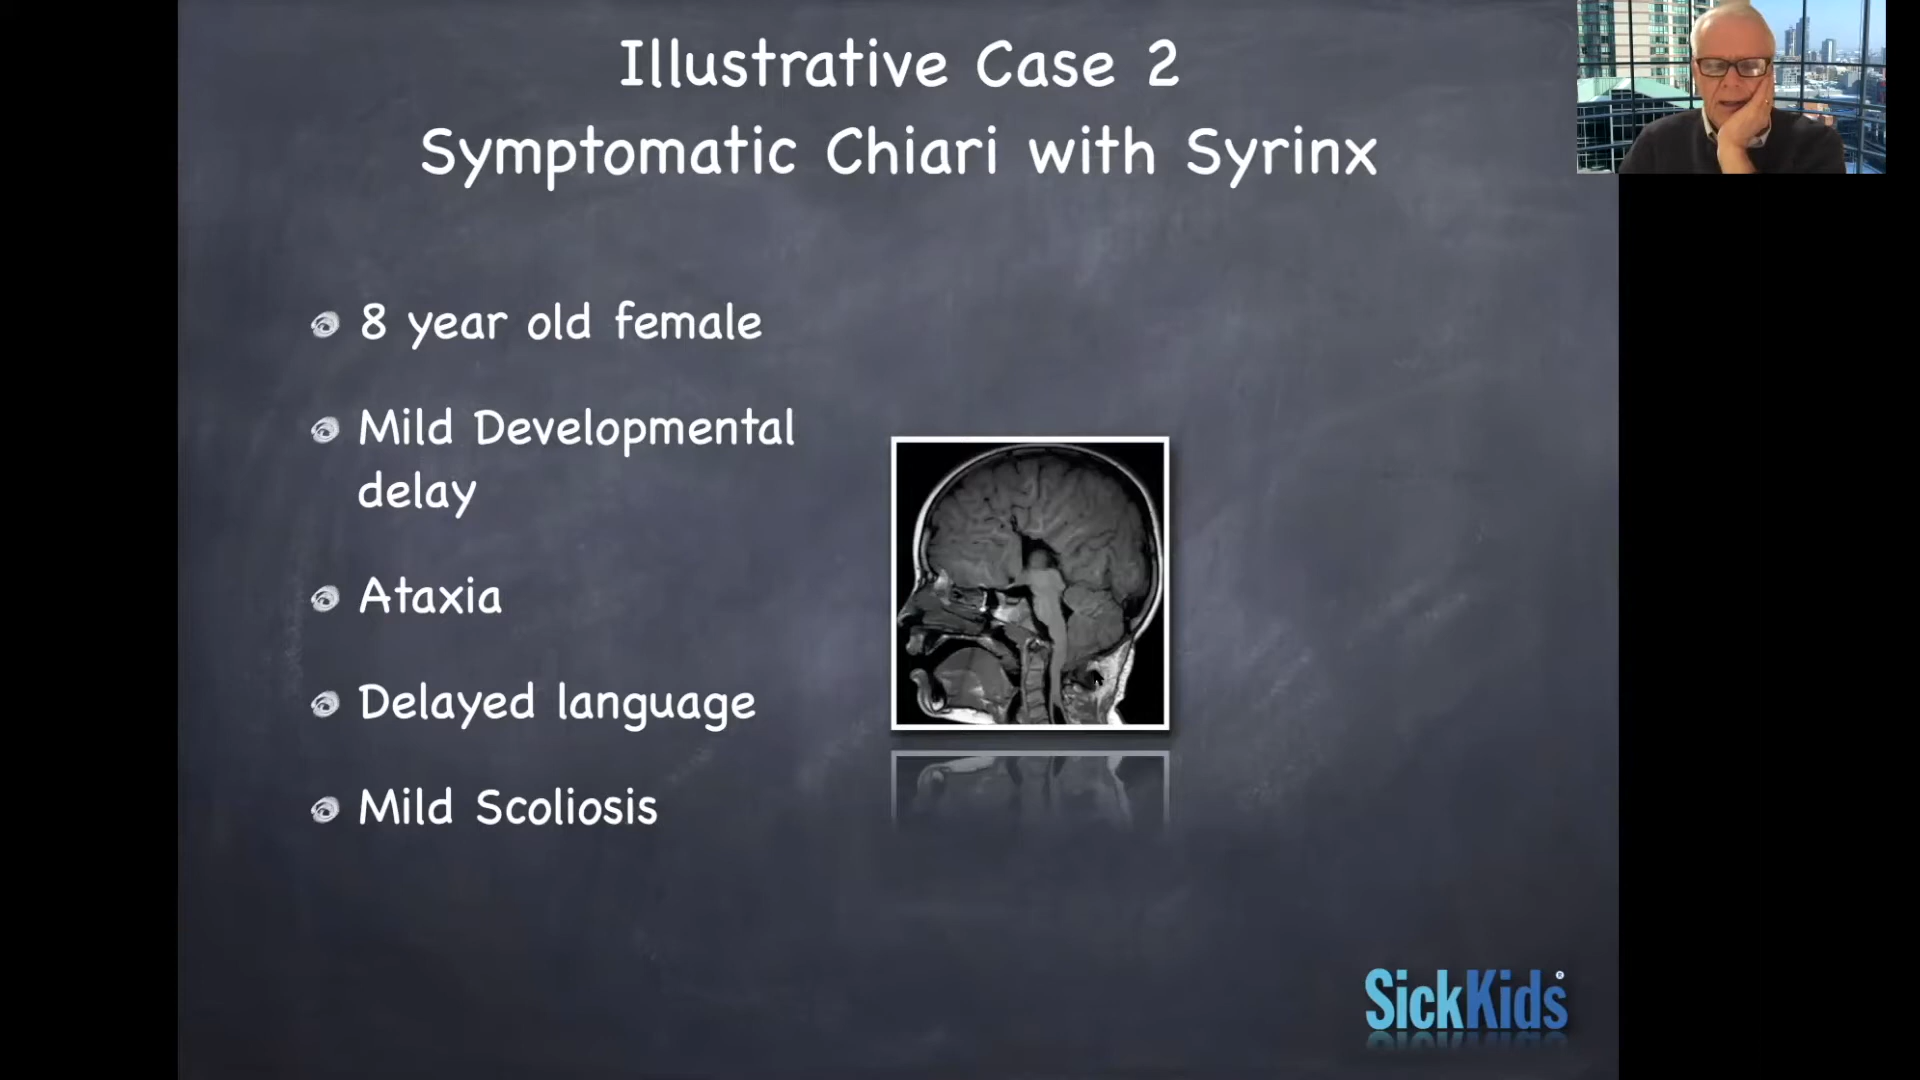 Illustrative Case 2
Symptomatic Chiari with Syrinx
8 year old female
Mild Developmental
delay
Ataxia
Delayed language
Mild Scoliosis
SickKids®